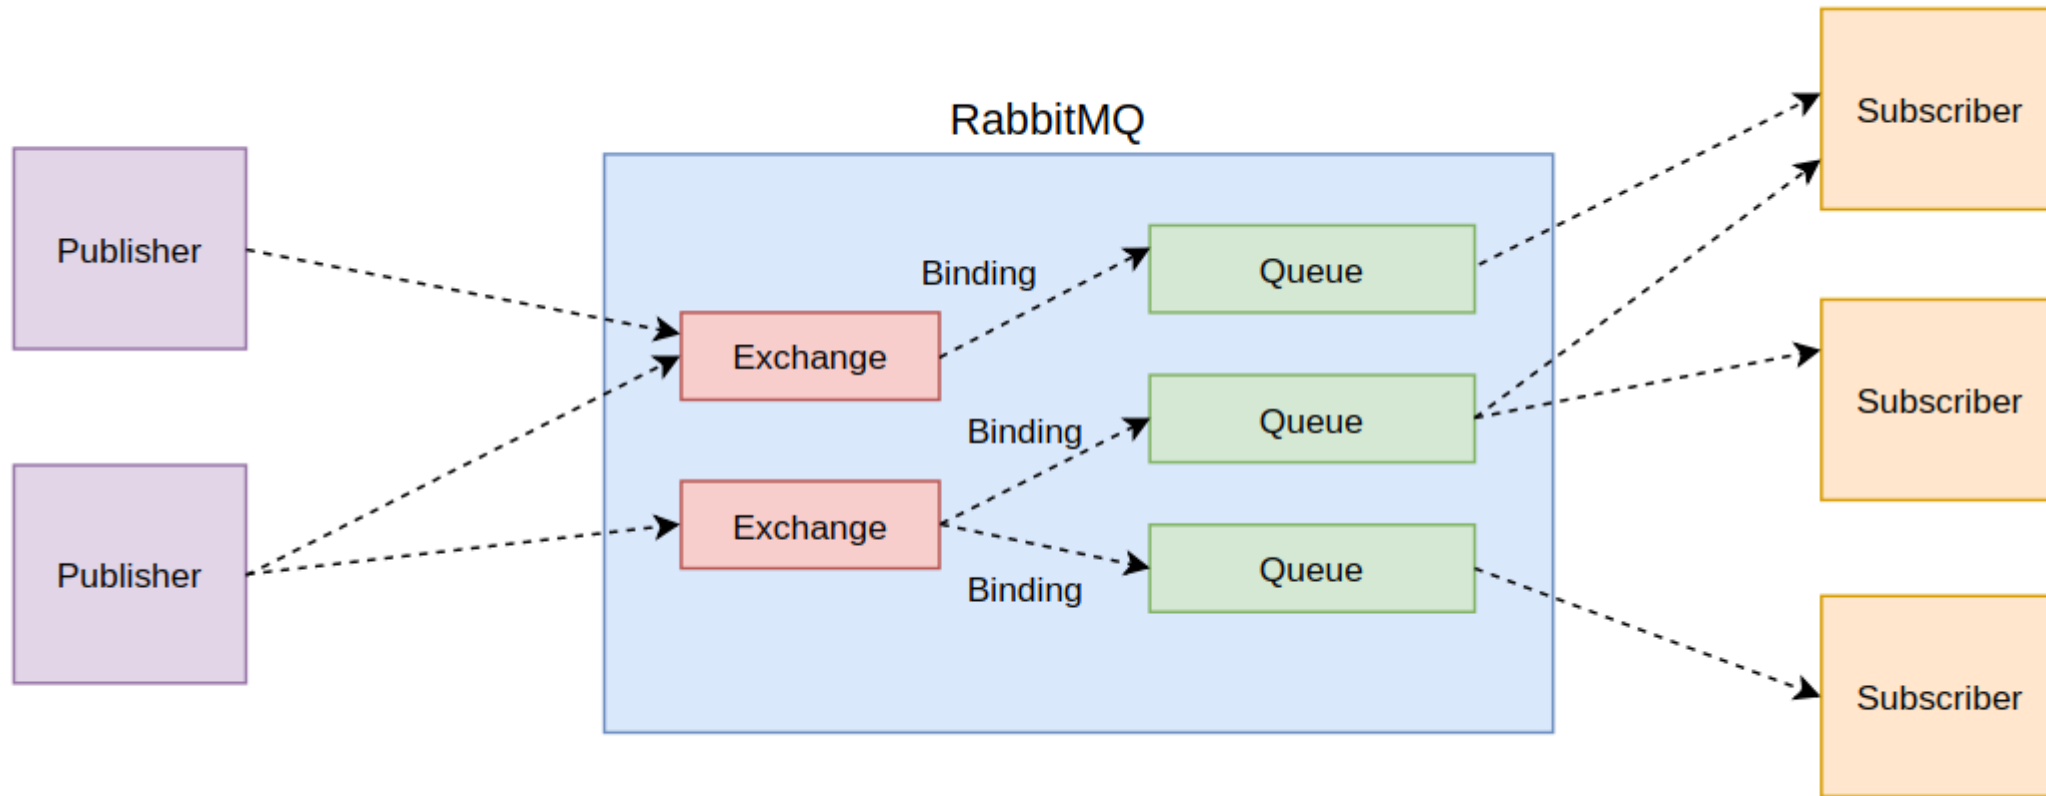 RabbitMQ
Publisher
Publisher
Exchange
Exchange
Binding
Binding
Binding
Queue
Queue
Queue
Subscriber
Subscriber
Subscriber